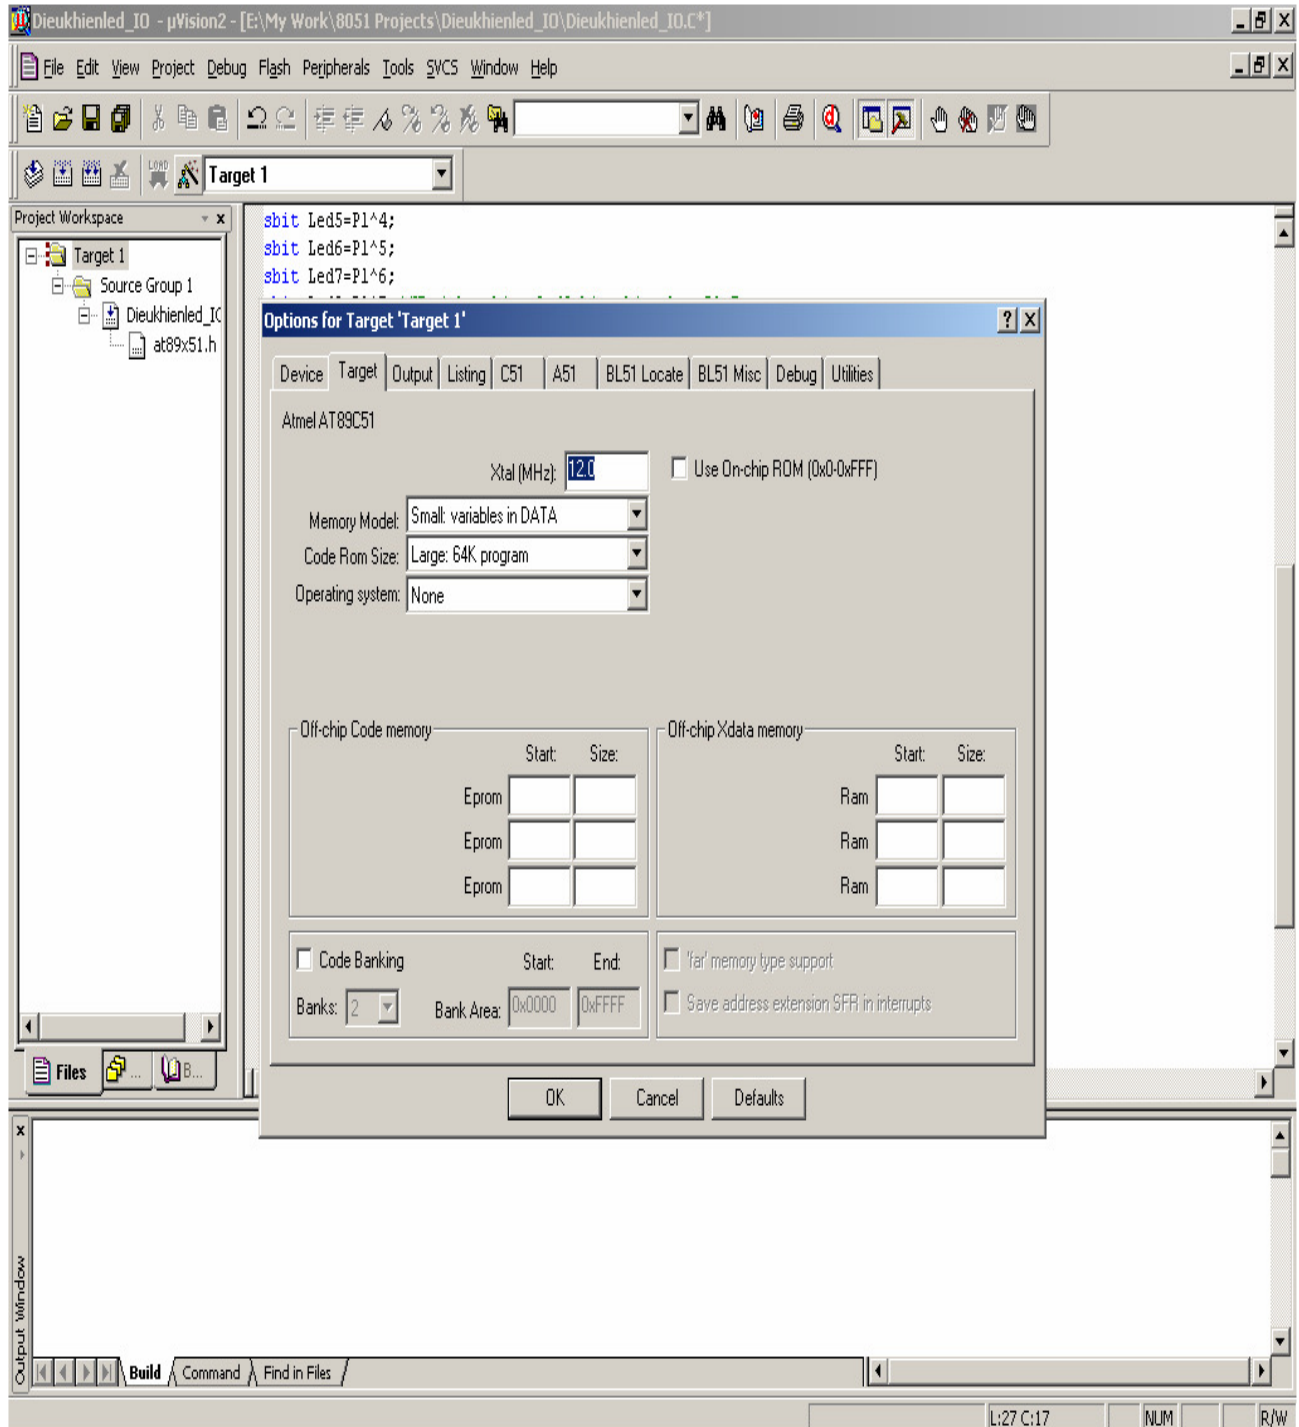 Dieukhienled_IO - µVision2 - [E:\My Work\8051 Projects\Dieukhienled_IO\Dieukhienled_IO.C*]
File Edit View Project Debug Flash Peripherals Tools SVCS Window Help
LOAD Target 1
Project Workspace
Target 1
Source Group 1
Dieukhienled_IO
at89x51.h
sbit Led5=P1^4;
sbit Led6=P1^5;
sbit Led7=P1^6;
Options for Target 'Target 1'
Device Target Output Listing C51 A51 BL51 Locate BL51 Misc Debug Utilities
Atmel AT89C51
Xtal (MHz): 12.0 Use On-chip ROM (0x0-0xFFF)
Memory Model: Small: variables in DATA
Code Rom Size: Large: 64K program
Operating system: None
Off-chip Code memory
Start: Size:
Eprom
Eprom
Eprom
Off-chip Xdata memory
Start: Size:
Ram
Ram
Ram
Code Banking Start: End:
Banks: 2 Bank Area: 0x0000 0xFFFF
'far' memory type support
Save address extension SFR in interrupts
OK Cancel Defaults
Files ... B...
Output Window
Build Command Find in Files
L:27 C:17 NUM R/W